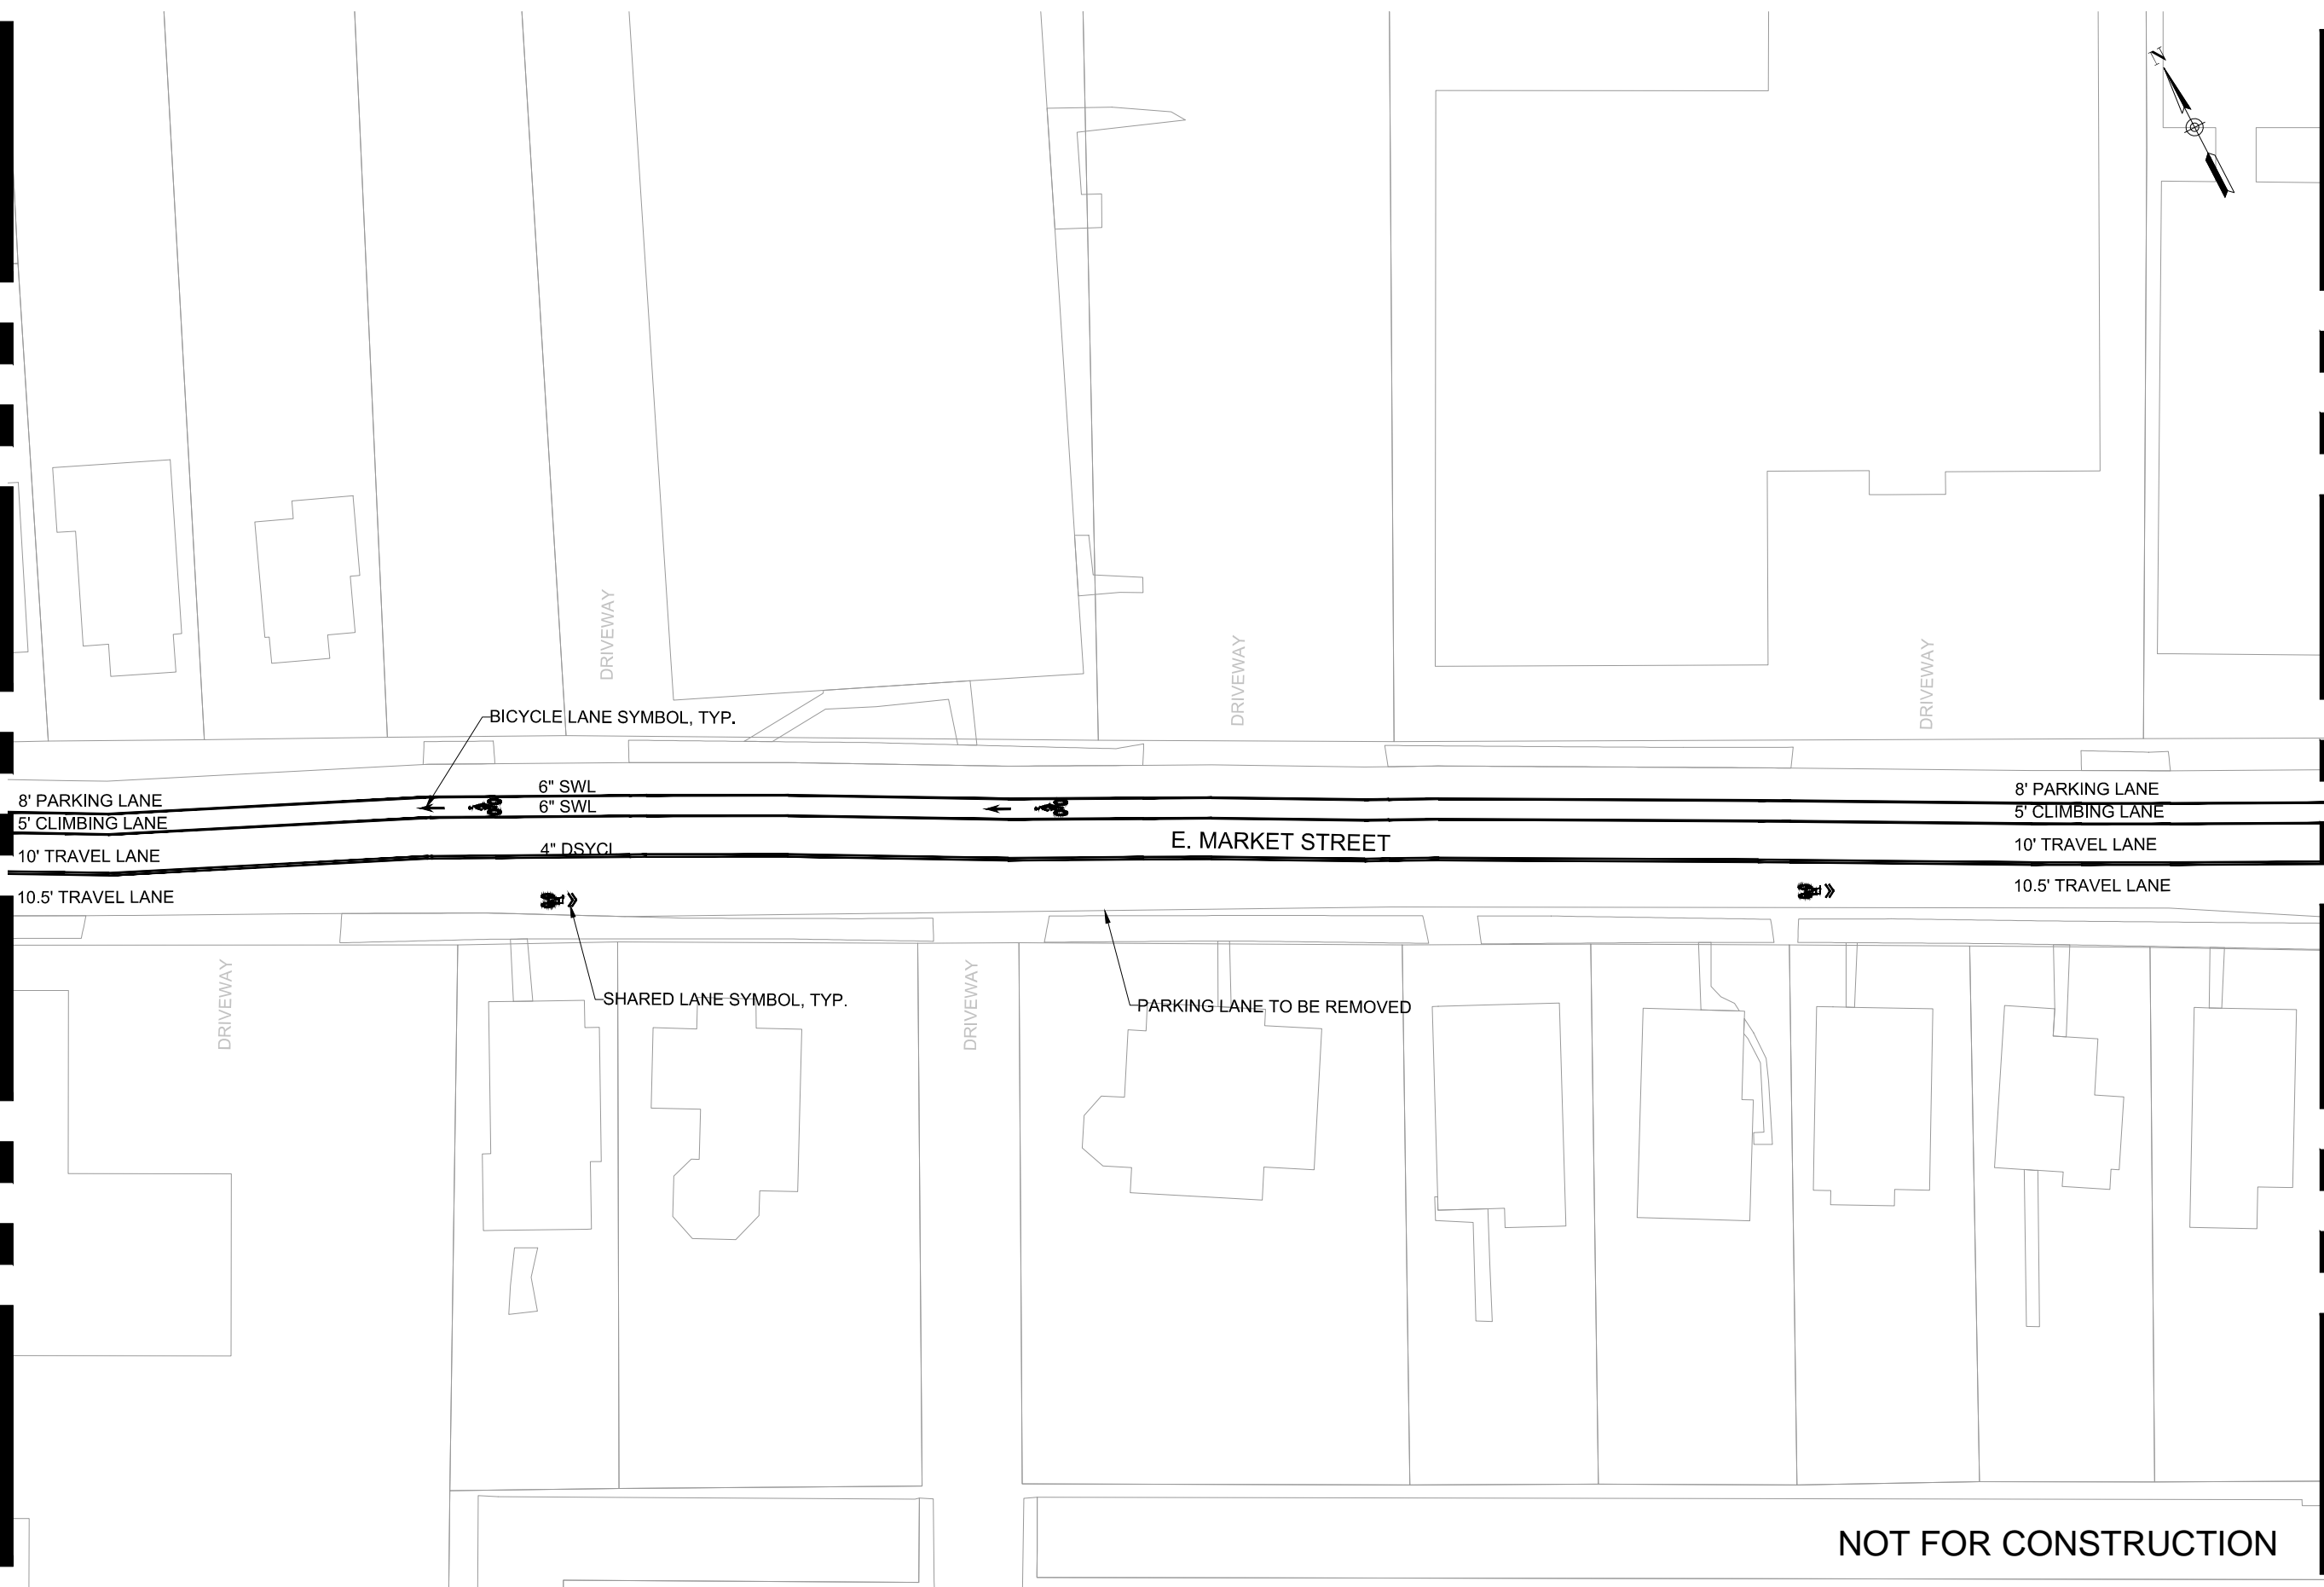 N
DRIVEWAY
DRIVEWAY
DRIVEWAY
BICYCLE LANE SYMBOL, TYP.
6" SWL
8' PARKING LANE
8' PARKING LANE
6" SWL
5' CLIMBING LANE
5' CLIMBING LANE
E. MARKET STREET
4" DSYCL
10' TRAVEL LANE
10' TRAVEL LANE
10.5' TRAVEL LANE
10.5' TRAVEL LANE
DRIVEWAY
DRIVEWAY
SHARED LANE SYMBOL, TYP.
PARKING LANE TO BE REMOVED
NOT FOR CONSTRUCTION